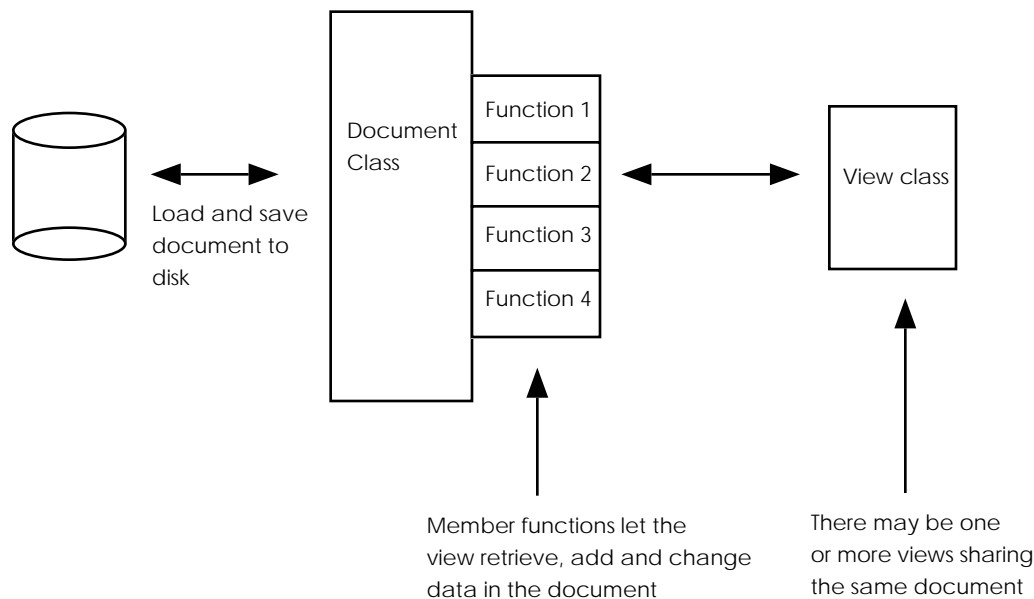 Document
Class
Function 1
Function 2
Function 3
Function 4
View class
Load and save
document to
disk
Member functions let the
view retrieve, add and change
data in the document
There may be one
or more views sharing
the same document